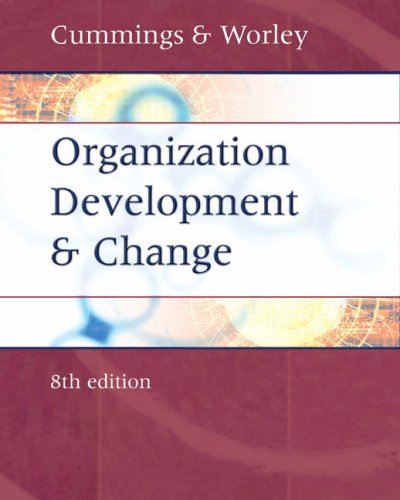 Cummings & Worley
Organization
Development
& Change
8th edition